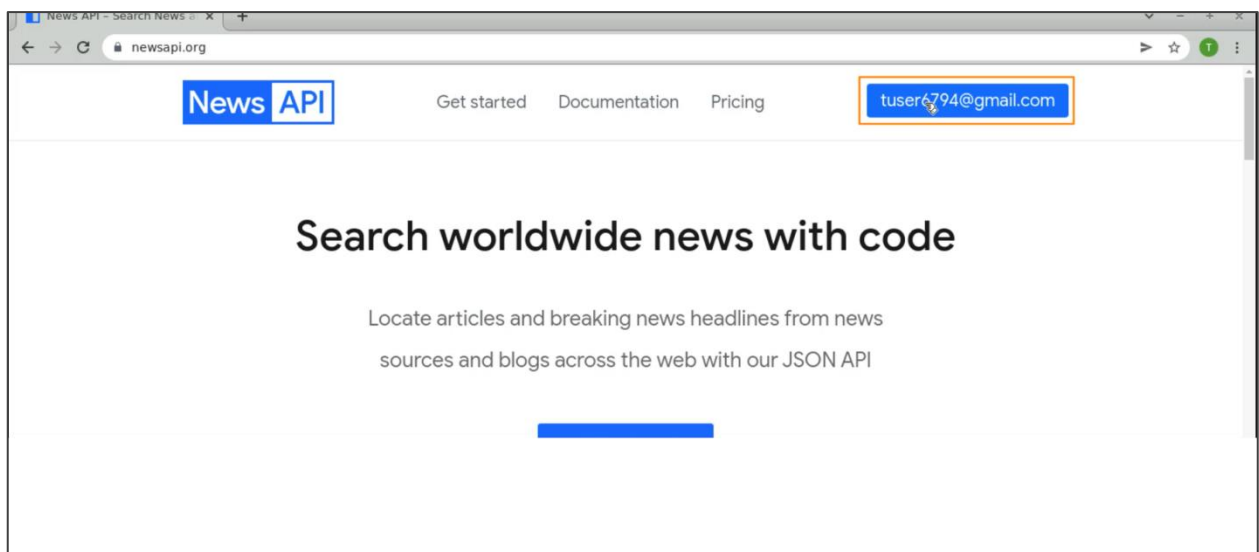 News API – Search News a
newsapi.org
T
News API
Get started
Documentation
Pricing
tuser6794@gmail.com
Search worldwide news with code
Locate articles and breaking news headlines from news
sources and blogs across the web with our JSON API